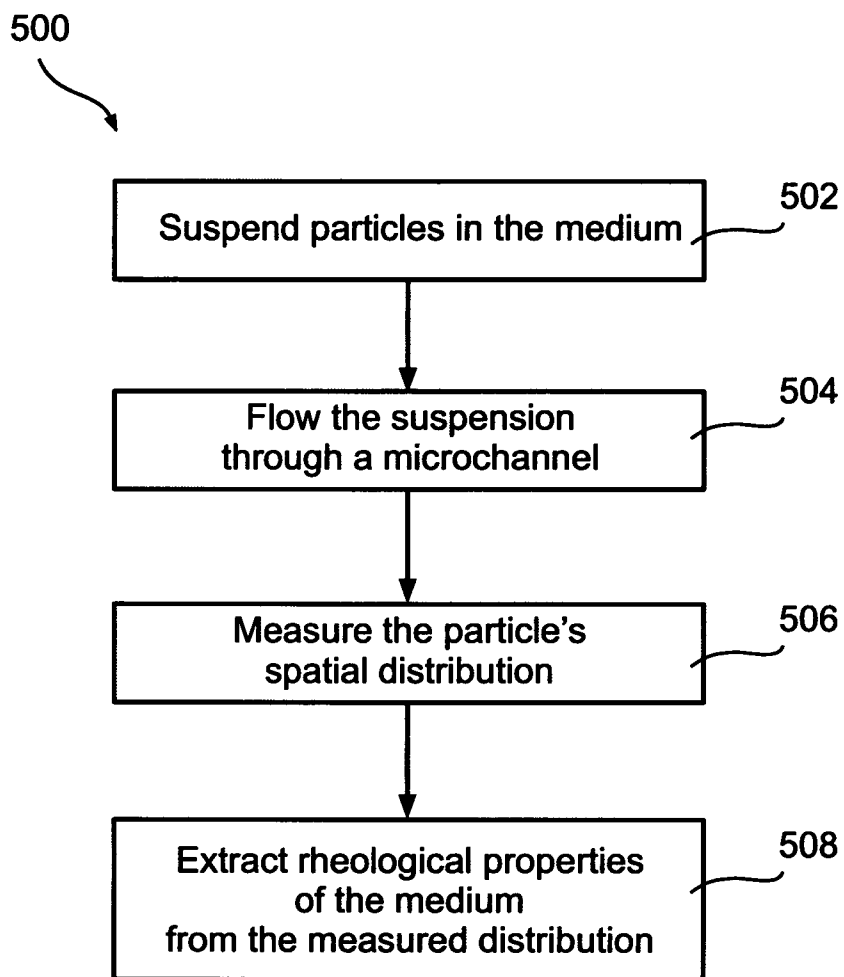 500
Suspend particles in the medium
502
Flow the suspension
through a microchannel
504
Measure the particle's
spatial distribution
506
Extract rheological properties
of the medium
from the measured distribution
508